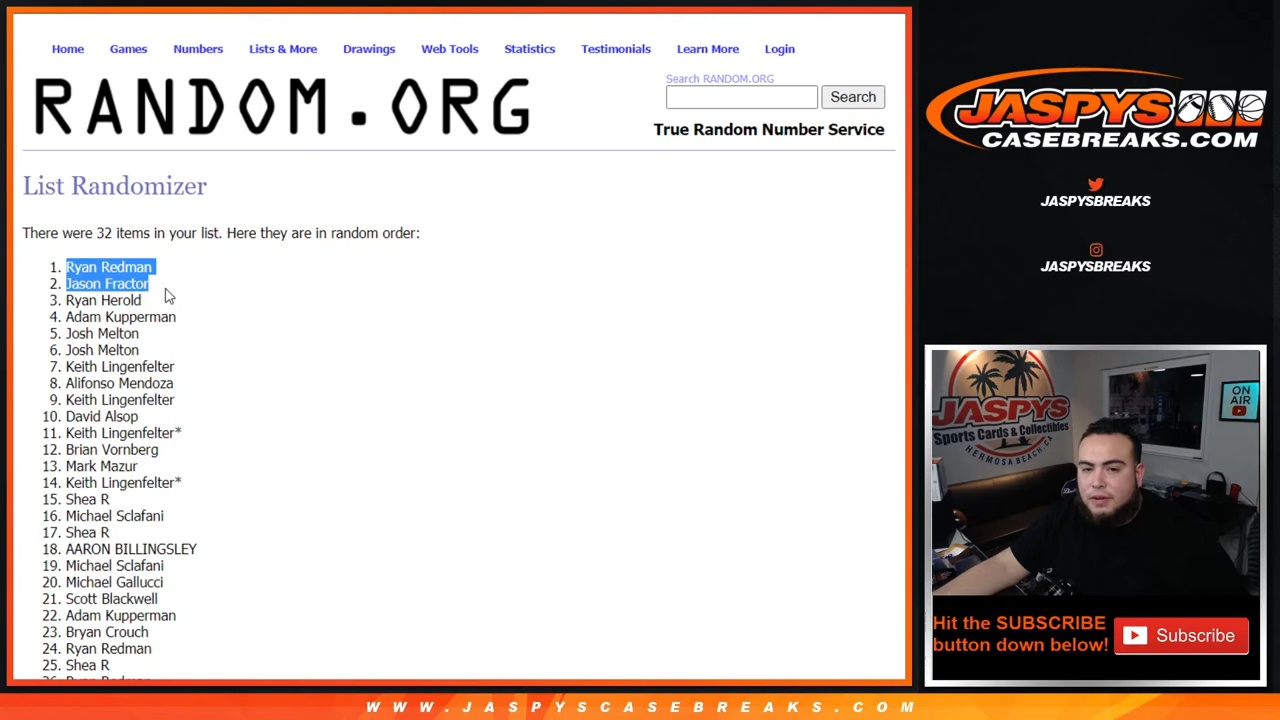 Home Games Numbers Lists & More Drawings Web Tools Statistics Testimonials Learn More Login
RANDOM.ORG
Search RANDOM.ORG
Search
True Random Number Service
List Randomizer
There were 32 items in your list. Here they are in random order:
1. Ryan Redman
2. Jason Fractor
3. Ryan Herold
4. Adam Kupperman
5. Josh Melton
6. Josh Melton
7. Keith Lingenfelter
8. Alifonso Mendoza
9. Keith Lingenfelter
10. David Alsop
11. Keith Lingenfelter*
12. Brian Vornberg
13. Mark Mazur
14. Keith Lingenfelter*
15. Shea R
16. Michael Sclafani
17. Shea R
18. AARON BILLINGSLEY
19. Michael Sclafani
20. Michael Gallucci
21. Scott Blackwell
22. Adam Kupperman
23. Bryan Crouch
24. Ryan Redman
25. Shea R
JASPYS
CASEBREAKS.COM
JASPYSBREAKS
JASPYSBREAKS
JASPYS
Sports Cards & Collectibles
HERMOSA BEACH, CA
ON
AIR
Hit the SUBSCRIBE
button down below!
Subscribe
WWW.JASPYSCASEBREAKS.COM